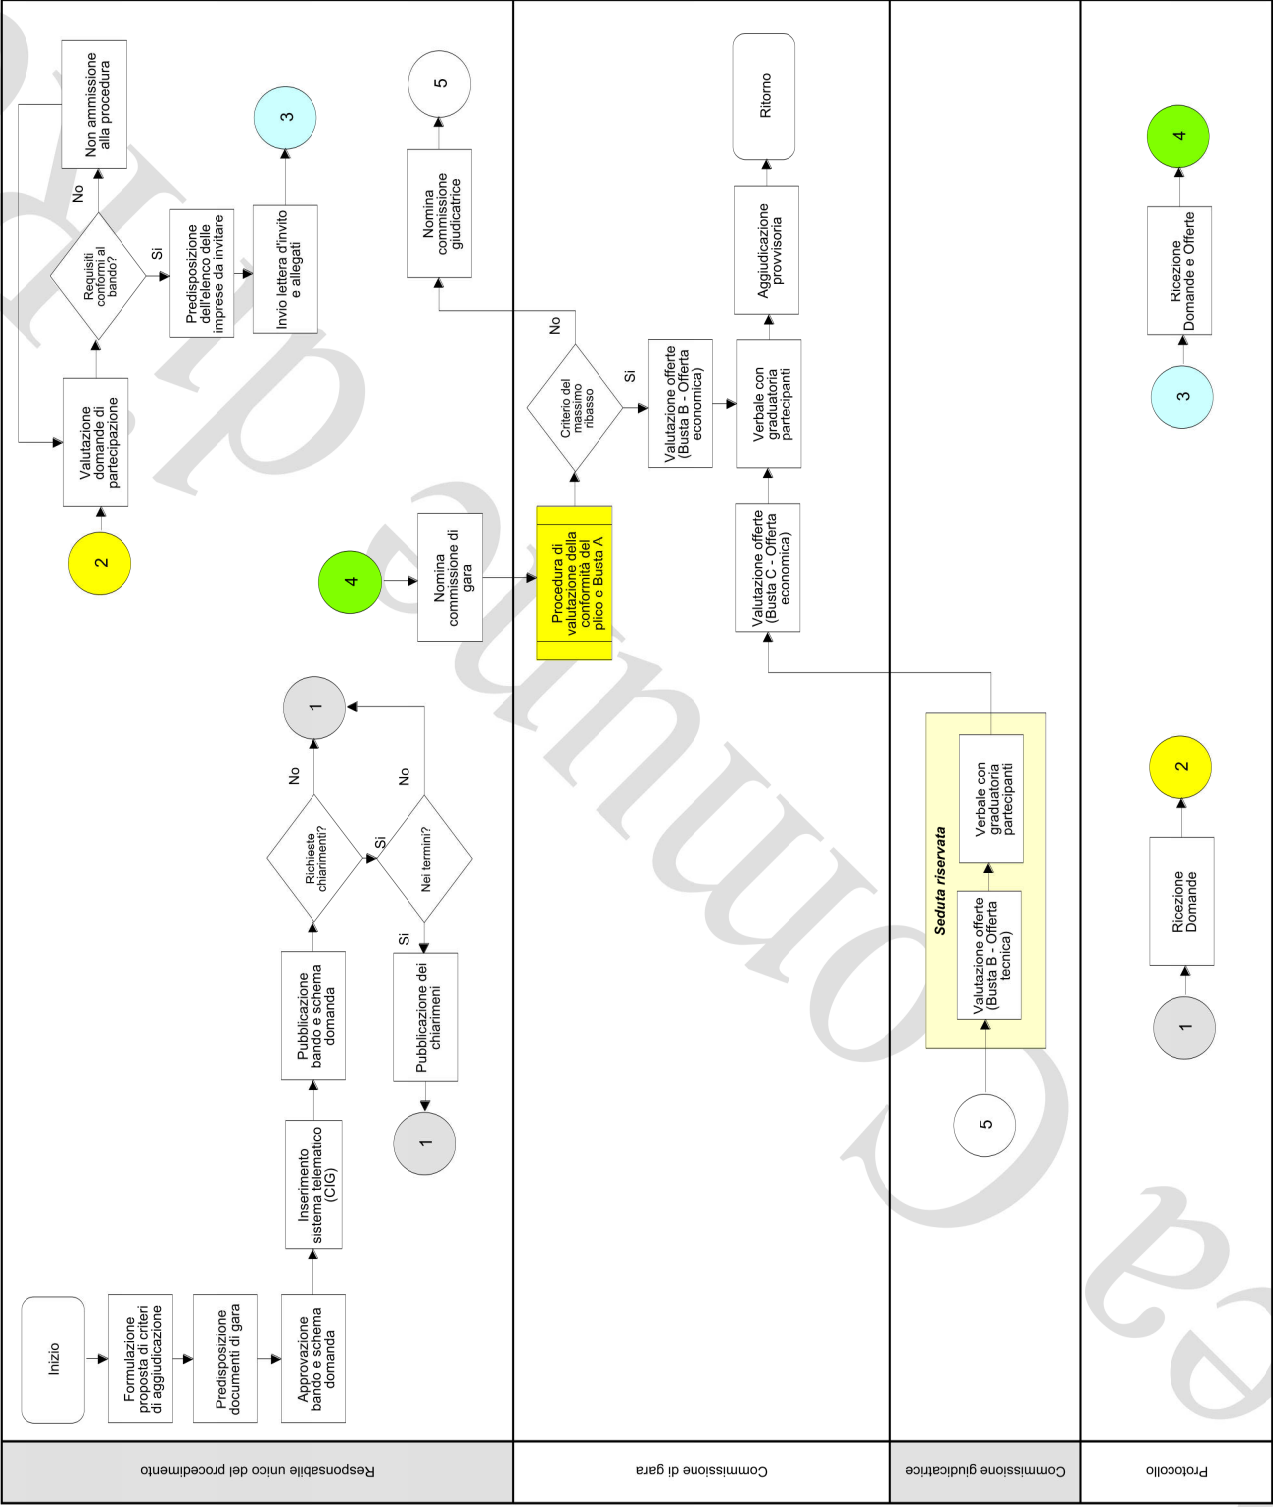 Responsabile unico del procedimento
Inizio
Formulazione
proposta di criteri
di aggiudicazione
Predisposizione
documenti di gara
Approvazione
bando e schema
domanda
Inserimento
sistema telematico
(CIG)
Pubblicazione
bando e schema
domanda
Richieste
chiarimenti?
No
1
Si
Nei termini?
No
Si
Pubblicazione dei
chiarimeni
1
2
Valutazione
domande di
partecipazione
Requisiti
conformi al
bando?
No
Non ammissione
alla procedura
Si
Predisposizione
dell'elenco delle
imprese da invitare
Invio lettera d'invito
e allegati
3
4
Nomina
commissione di
gara
Nomina
commissione
giudicatrice
5
Commissione di gara
Procedura di
valutazione della
conformità del
plico e Busta A
Criterio del
massimo
ribasso
No
Si
Valutazione offerte
(Busta B - Offerta
economica)
Valutazione offerte
(Busta C - Offerta
economica)
Verbale con
graduatoria
partecipanti
Aggiudicazione
provvisoria
Ritorno
Commissione giudicatrice
5
Seduta riservata
Valutazione offerte
(Busta B - Offerta
tecnica)
Verbale con
graduatoria
partecipanti
Protocollo
1
Ricezione
Domande
2
3
Ricezione
Domande e Offerte
4
ea Comune di R